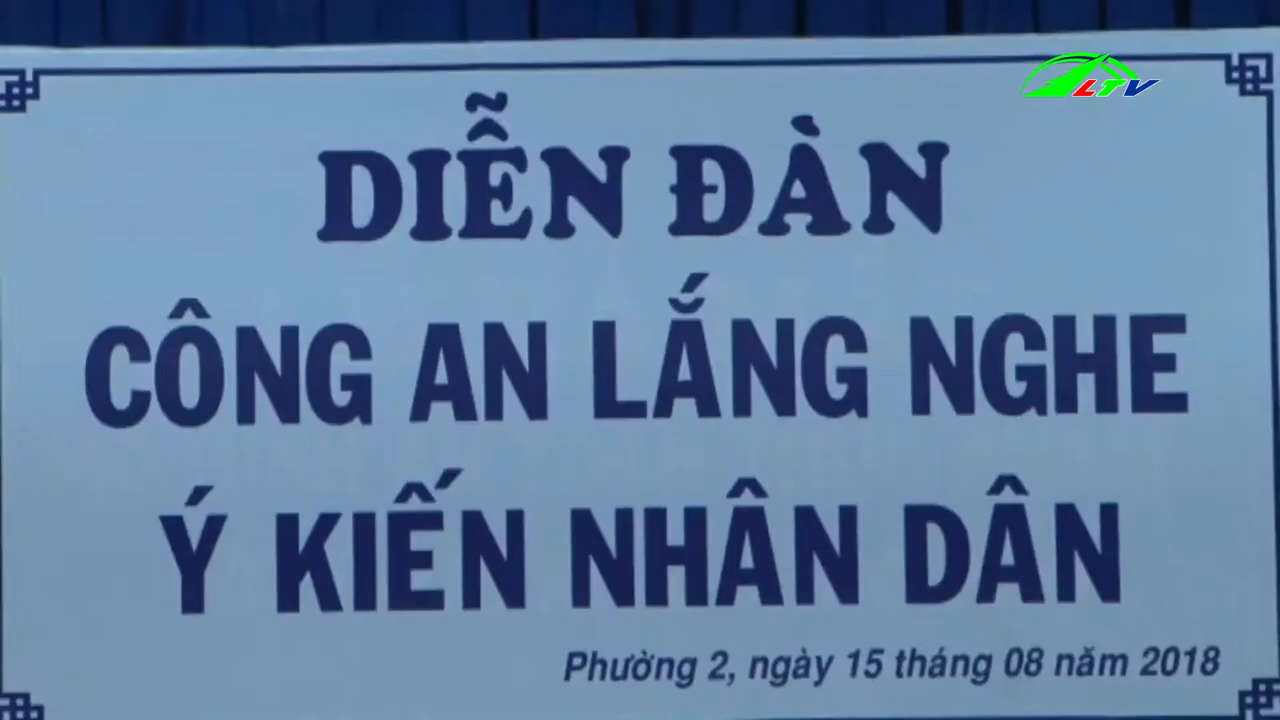 LTV
DIỄN ĐÀN
CÔNG AN LẮNG NGHE
Ý KIẾN NHÂN DÂN
Phường 2, ngày 15 tháng 08 năm 2018